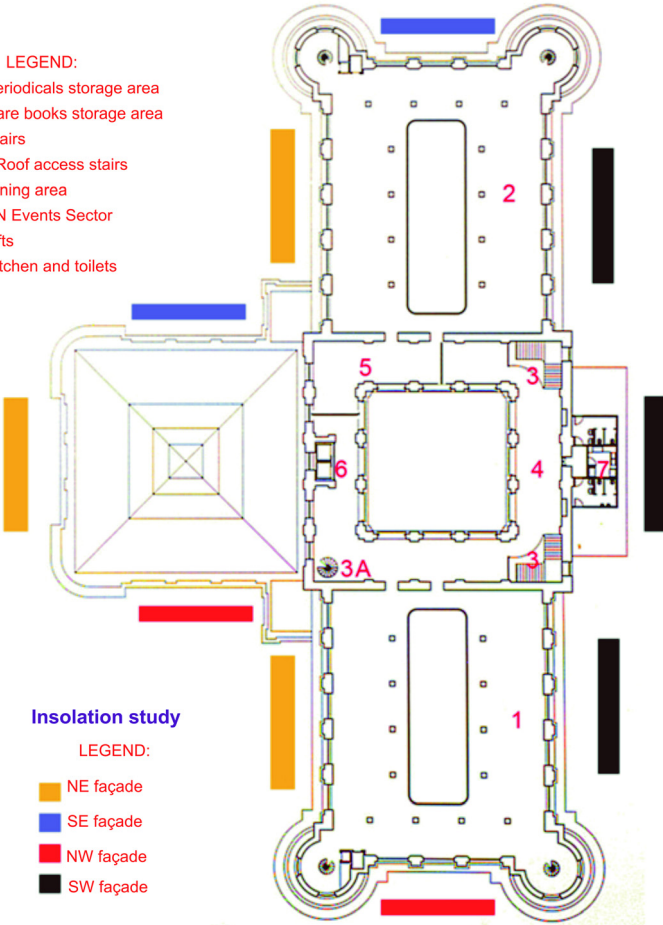 LEGEND:
eriodicals storage area
are books storage area
airs
Roof access stairs
ning area
N Events Sector
fts
tchen and toilets
2
5
3
6
4
7
3A
3
1
Insolation study
LEGEND:
NE façade
SE façade
NW façade
SW façade